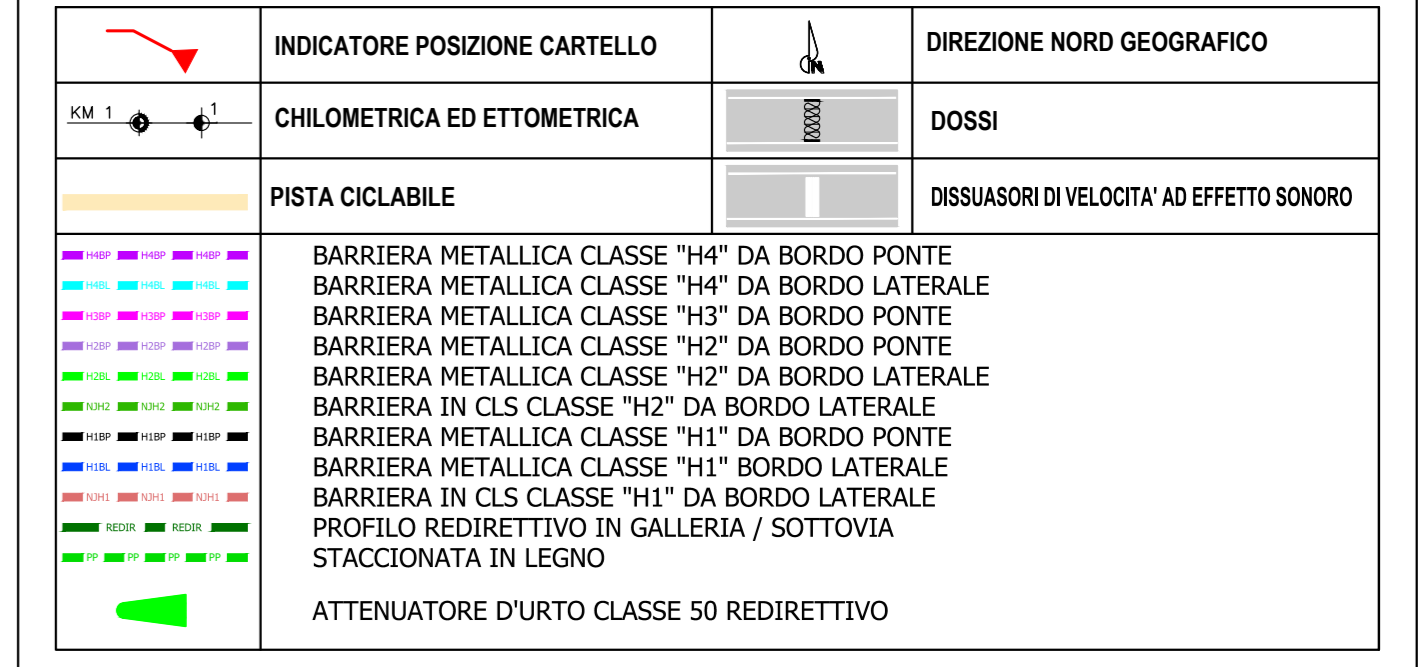 INDICATORE POSIZIONE CARTELLO
N DIREZIONE NORD GEOGRAFICO
KM 1 1 CHILOMETRICA ED ETTOMETRICA
DOSSI
PISTA CICLABILE
DISSUASORI DI VELOCITA' AD EFFETTO SONORO
H4BP H4BP H4BP BARRIERA METALLICA CLASSE "H4" DA BORDO PONTE
H4BL H4BL H4BL BARRIERA METALLICA CLASSE "H4" DA BORDO LATERALE
H3BP H3BP H3BP BARRIERA METALLICA CLASSE "H3" DA BORDO PONTE
H2BP H2BP H2BP BARRIERA METALLICA CLASSE "H2" DA BORDO PONTE
H2BL H2BL H2BL BARRIERA METALLICA CLASSE "H2" DA BORDO LATERALE
NJH2 NJH2 NJH2 BARRIERA IN CLS CLASSE "H2" DA BORDO LATERALE
H1BP H1BP H1BP BARRIERA METALLICA CLASSE "H1" DA BORDO PONTE
H1BL H1BL H1BL BARRIERA METALLICA CLASSE "H1" BORDO LATERALE
NJH1 NJH1 NJH1 BARRIERA IN CLS CLASSE "H1" DA BORDO LATERALE
REDIR REDIR PROFILO REDIRETTIVO IN GALLERIA / SOTTOVIA
PP PP PP PP STACCIONATA IN LEGNO
ATTENUATORE D'URTO CLASSE 50 REDIRETTIVO